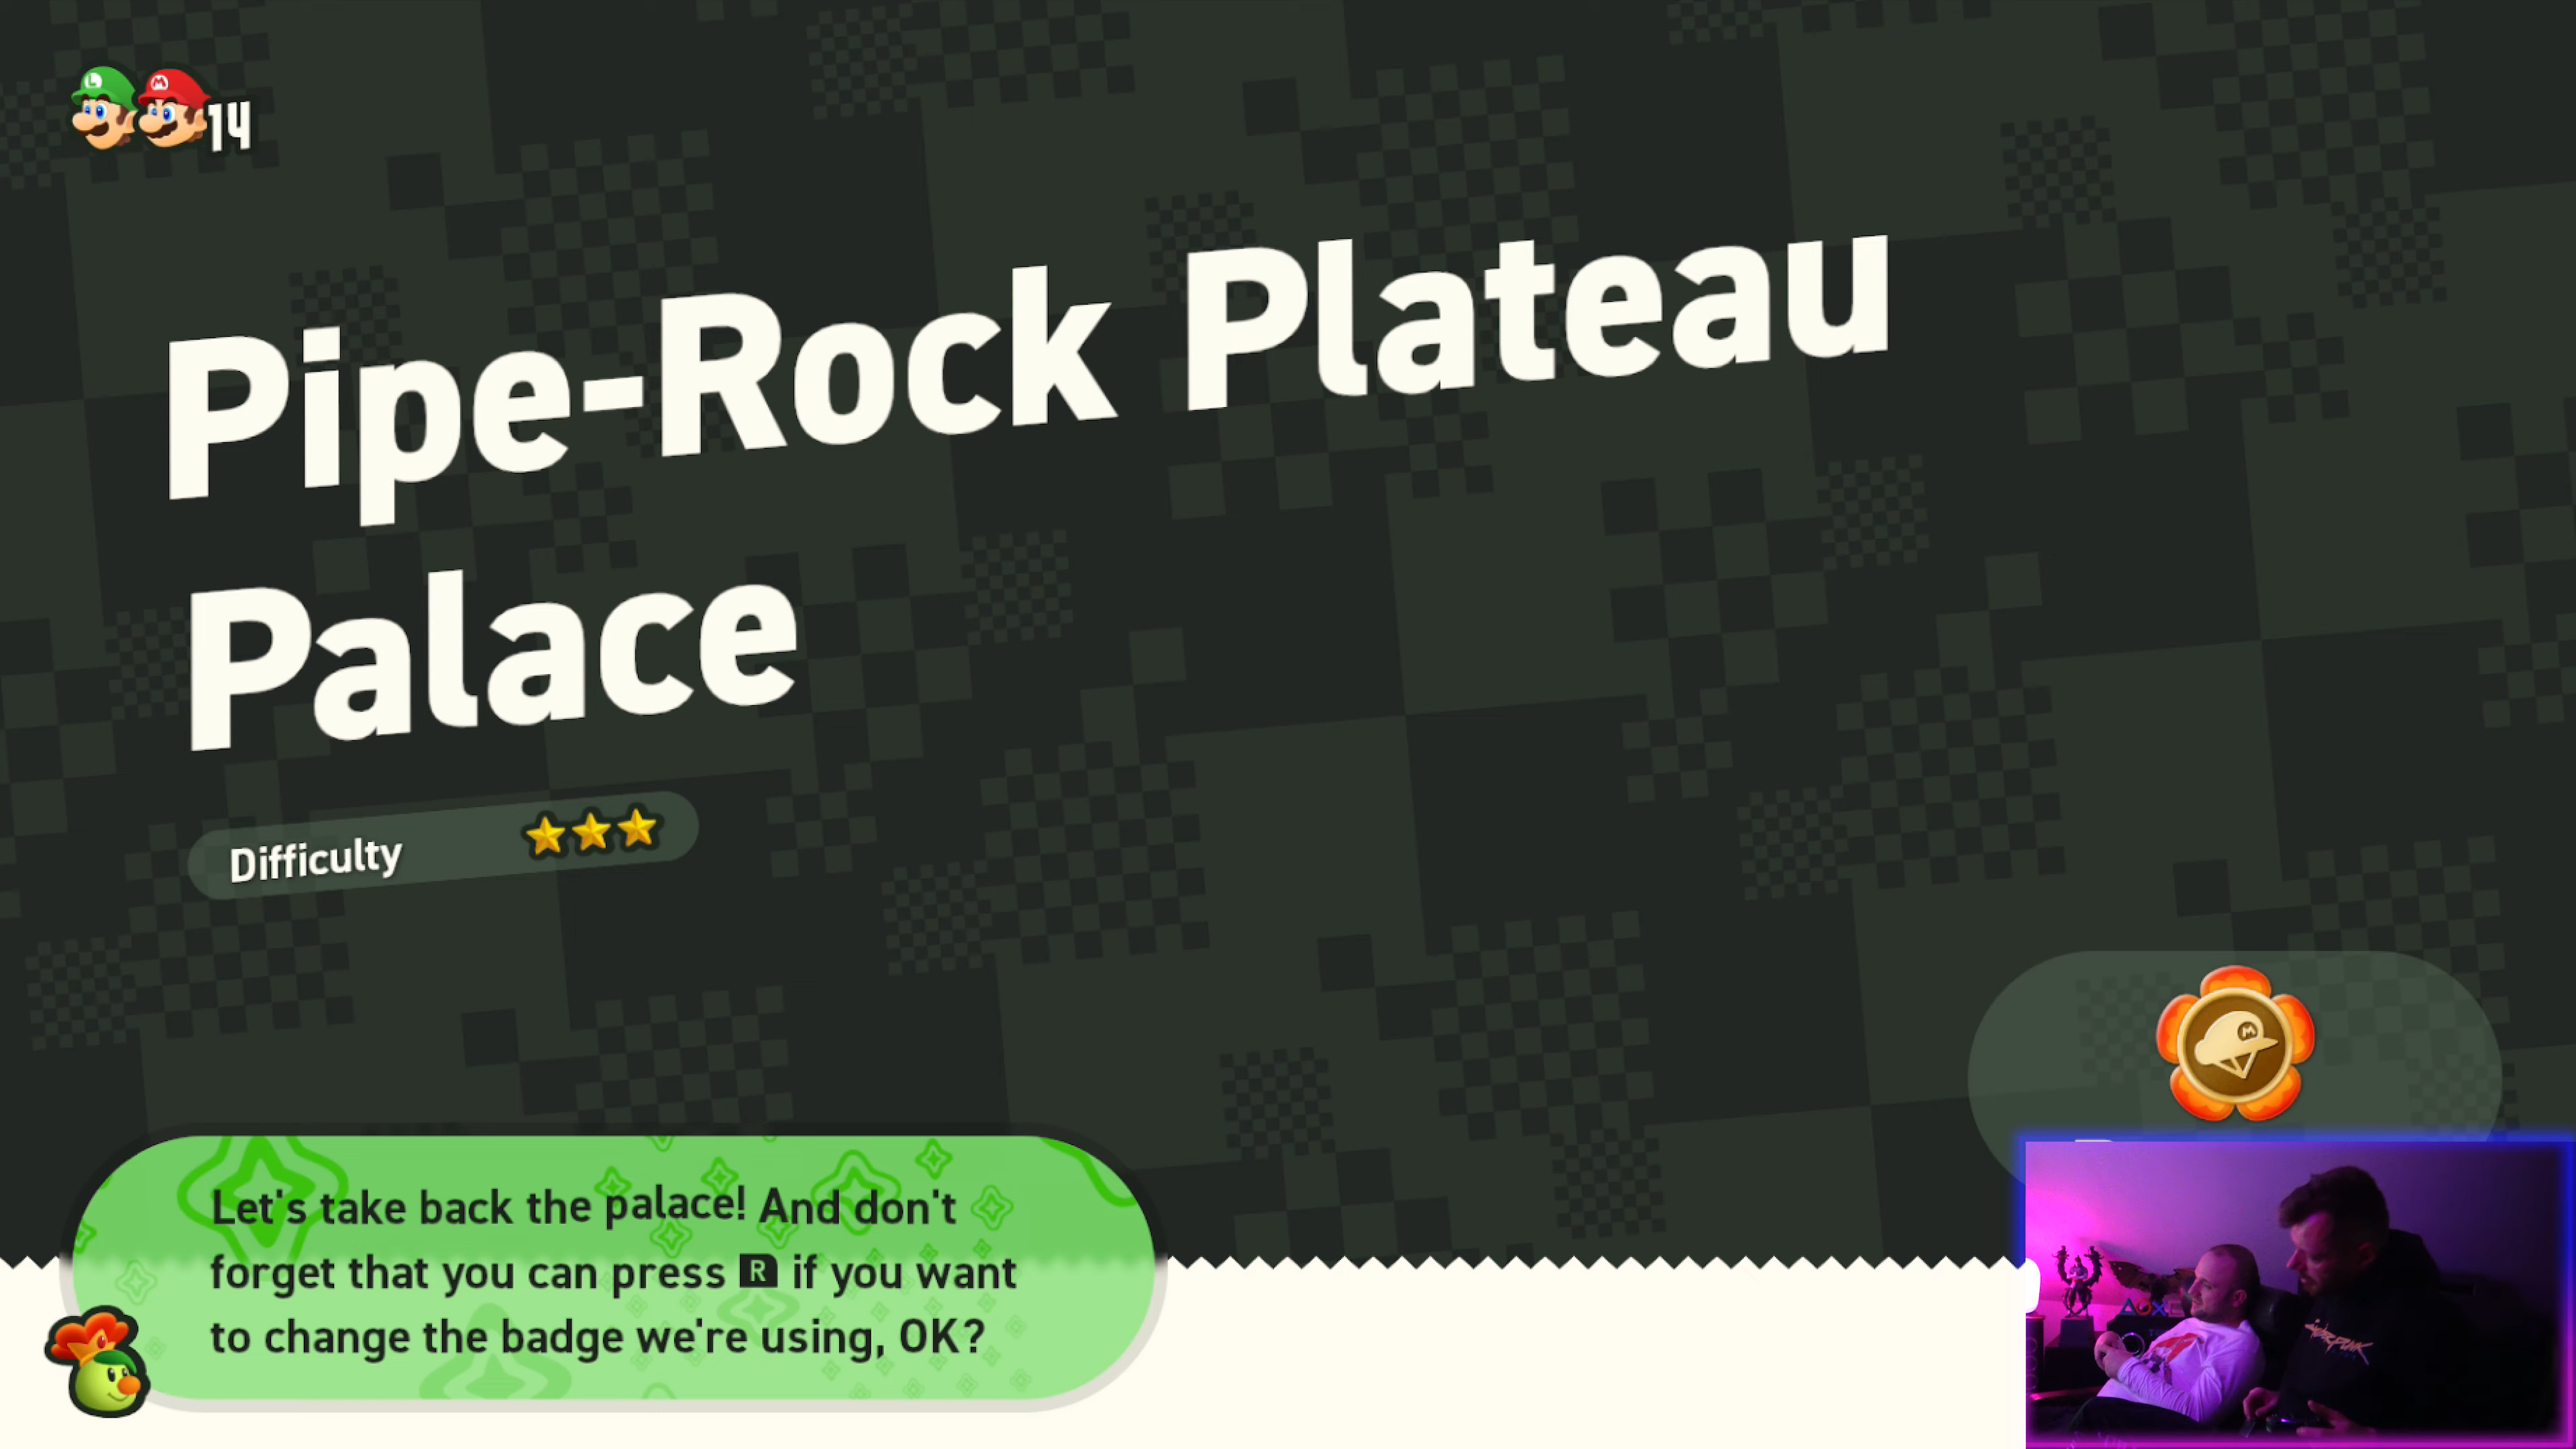 14
Pipe-Rock Plateau
Palace
Difficulty
Let's take back the palace! And don't
forget that you can press R if you want
to change the badge we're using, OK?